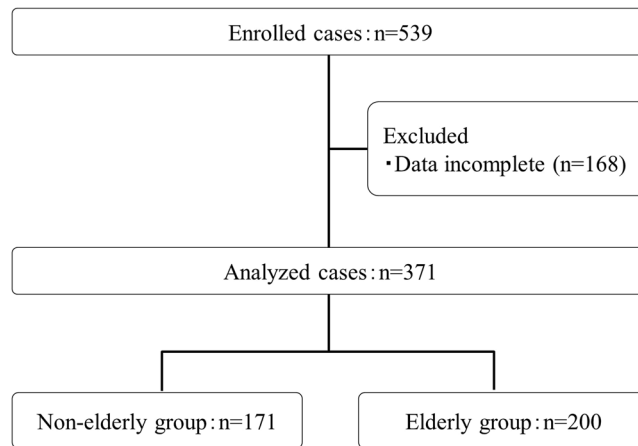 Enrolled cases：n=539
Excluded
・Data incomplete (n=168)
Analyzed cases：n=371
Non-elderly group：n=171
Elderly group：n=200